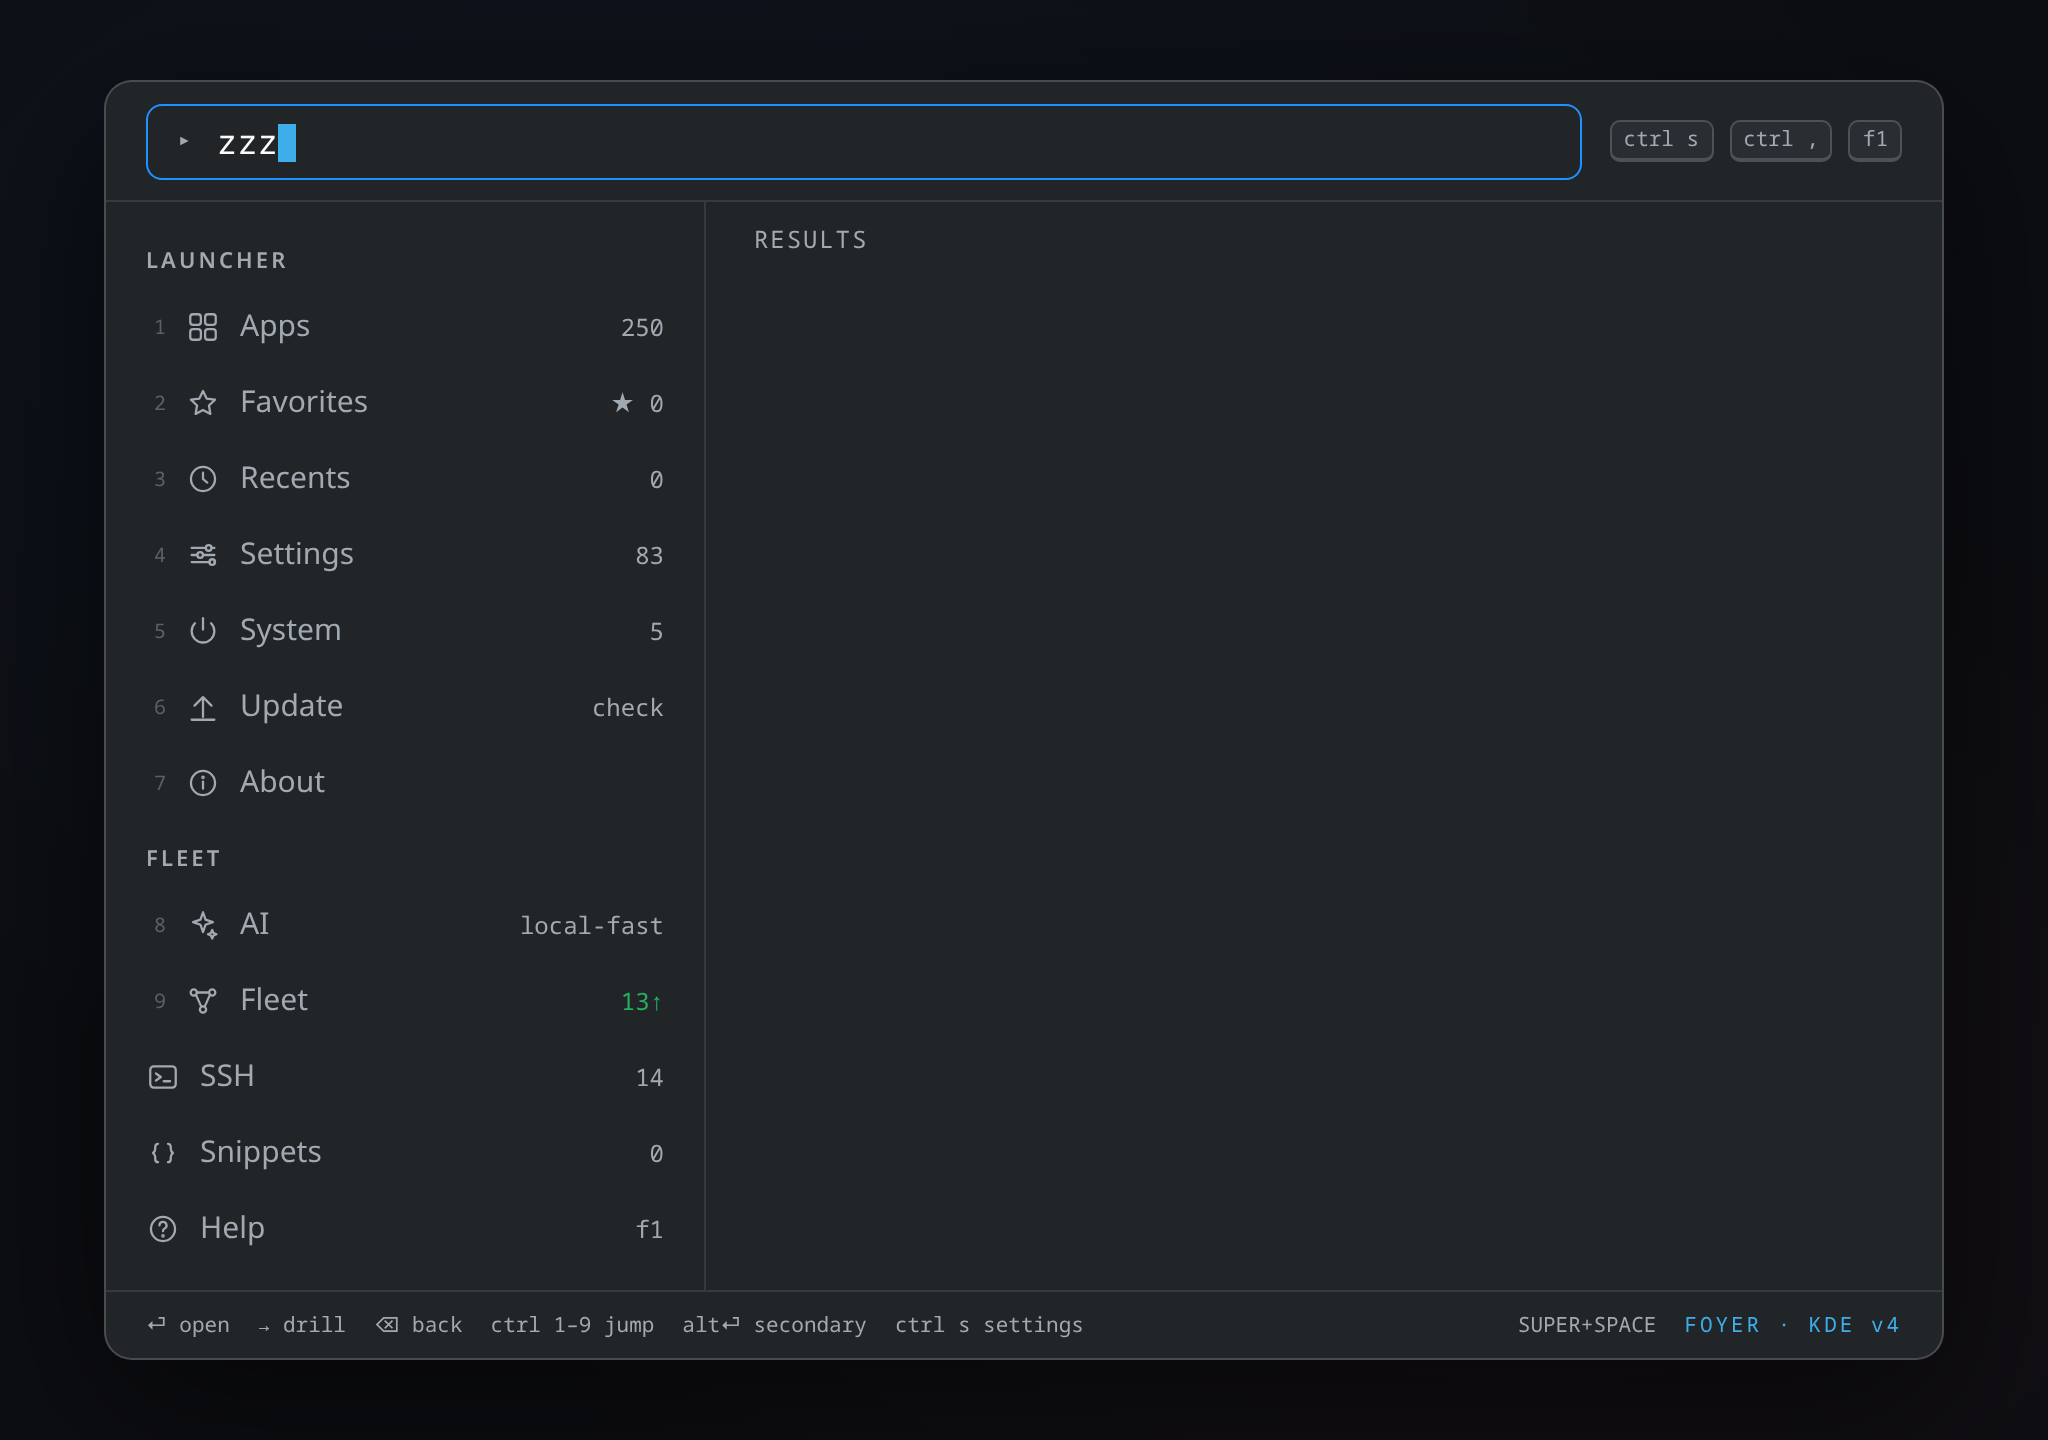 ▸ zzz
ctrl s ctrl , f1
RESULTS
LAUNCHER
1 Apps 250
2 Favorites ★ 0
3 Recents 0
4 Settings 83
5 System 5
6 Update check
7 About
FLEET
8 AI local-fast
9 Fleet 13↑
SSH 14
Snippets 0
Help f1
⏎ open → drill ⌫ back ctrl 1–9 jump alt⏎ secondary ctrl s settings
SUPER+SPACE FOYER · KDE v4